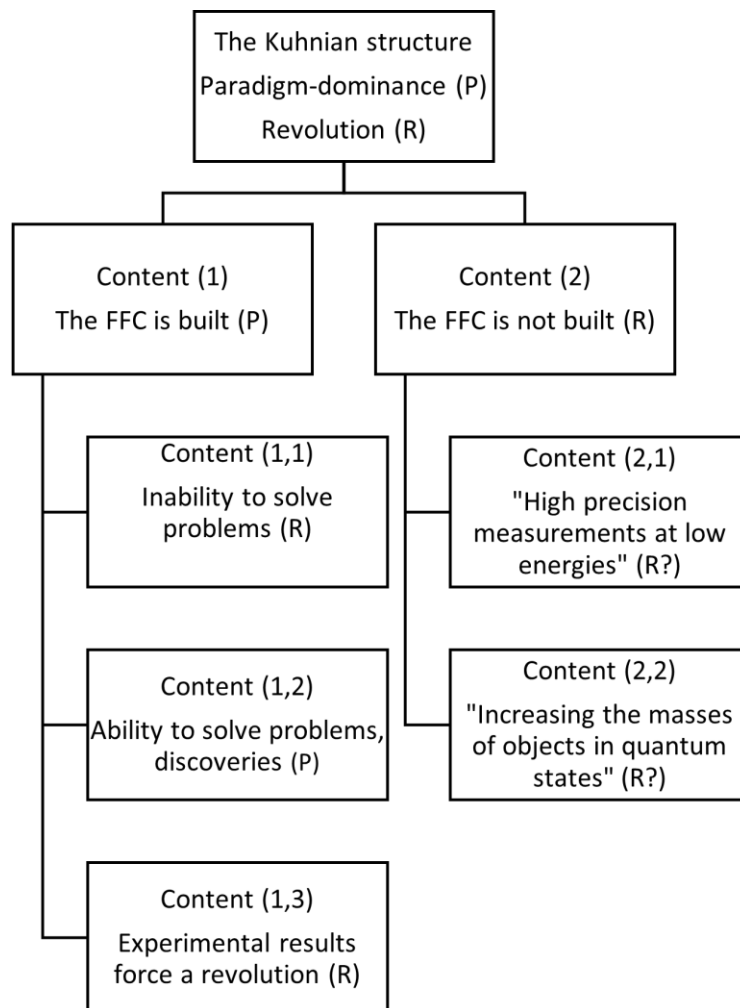 The Kuhnian structure
Paradigm-dominance (P)
Revolution (R)
Content (1)
The FFC is built (P)
Content (2)
The FFC is not built (R)
Content (1,1)
Inability to solve
problems (R)
Content (2,1)
"High precision
measurements at low
energies" (R?)
Content (1,2)
Ability to solve problems,
discoveries (P)
Content (2,2)
"Increasing the masses
of objects in quantum
states" (R?)
Content (1,3)
Experimental results
force a revolution (R)